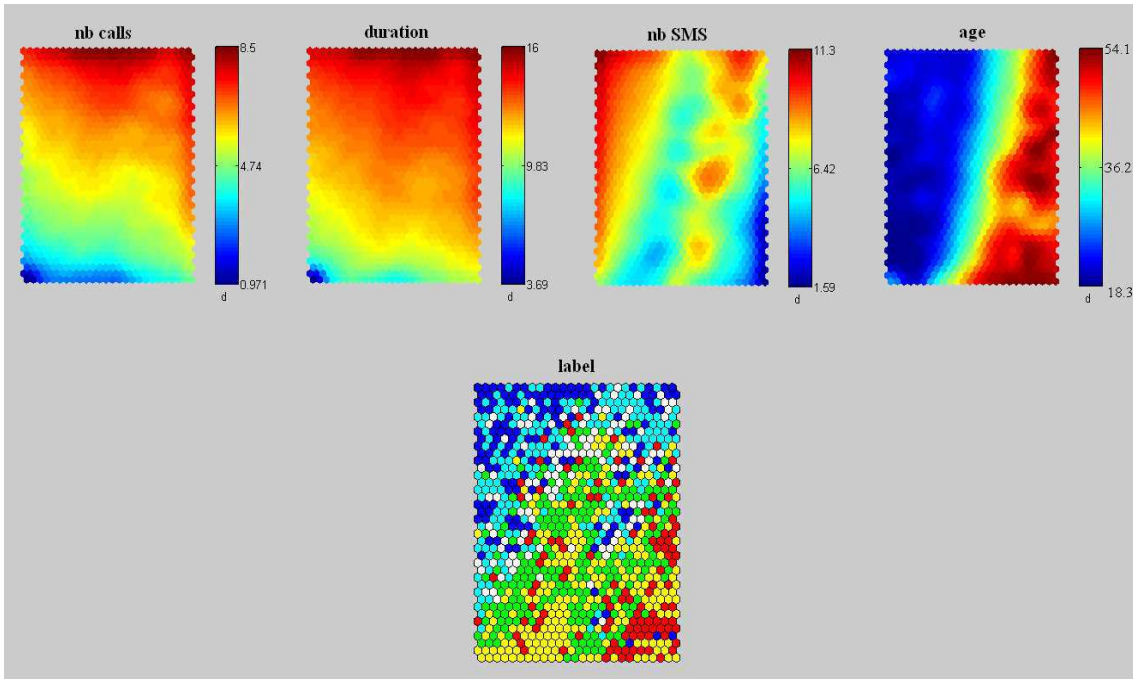 nb calls
8.5
4.74
0.971
d
duration
16
9.83
3.69
d
nb SMS
11.3
6.42
1.59
d
age
54.1
36.2
18.3
d
label